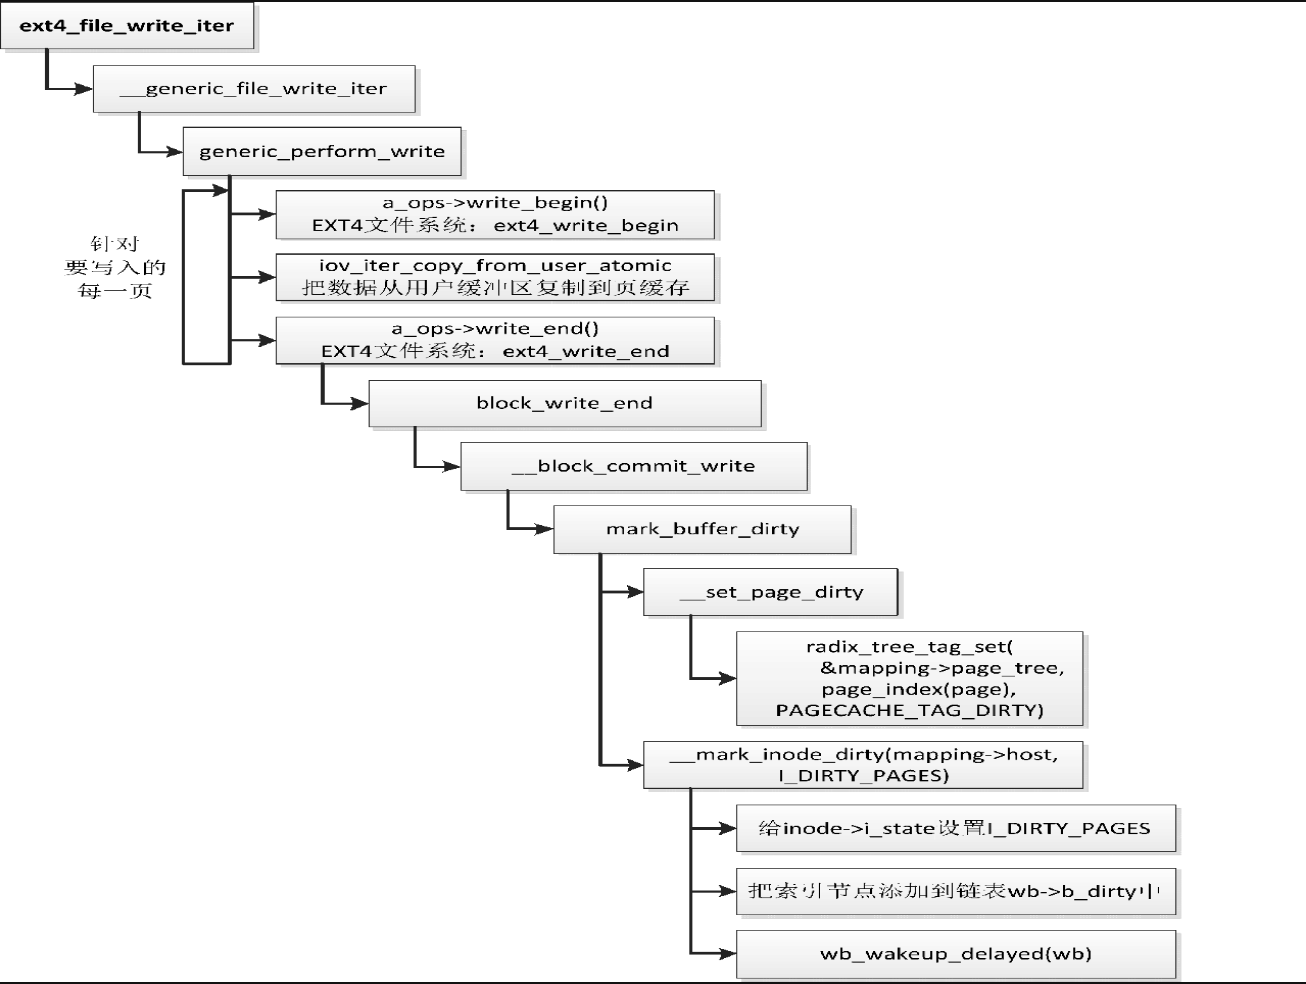 ext4_file_write_iter
__generic_file_write_iter
generic_perform_write
针对
要写入的
每一页
a_ops->write_begin()
EXT4文件系统：ext4_write_begin
iov_iter_copy_from_user_atomic
把数据从用户缓冲区复制到页缓存
a_ops->write_end()
EXT4文件系统：ext4_write_end
block_write_end
__block_commit_write
mark_buffer_dirty
__set_page_dirty
radix_tree_tag_set(
&mapping->page_tree,
page_index(page),
PAGECACHE_TAG_DIRTY)
__mark_inode_dirty(mapping->host,
I_DIRTY_PAGES)
给inode->i_state设置I_DIRTY_PAGES
把索引节点添加到链表wb->b_dirty中
wb_wakeup_delayed(wb)